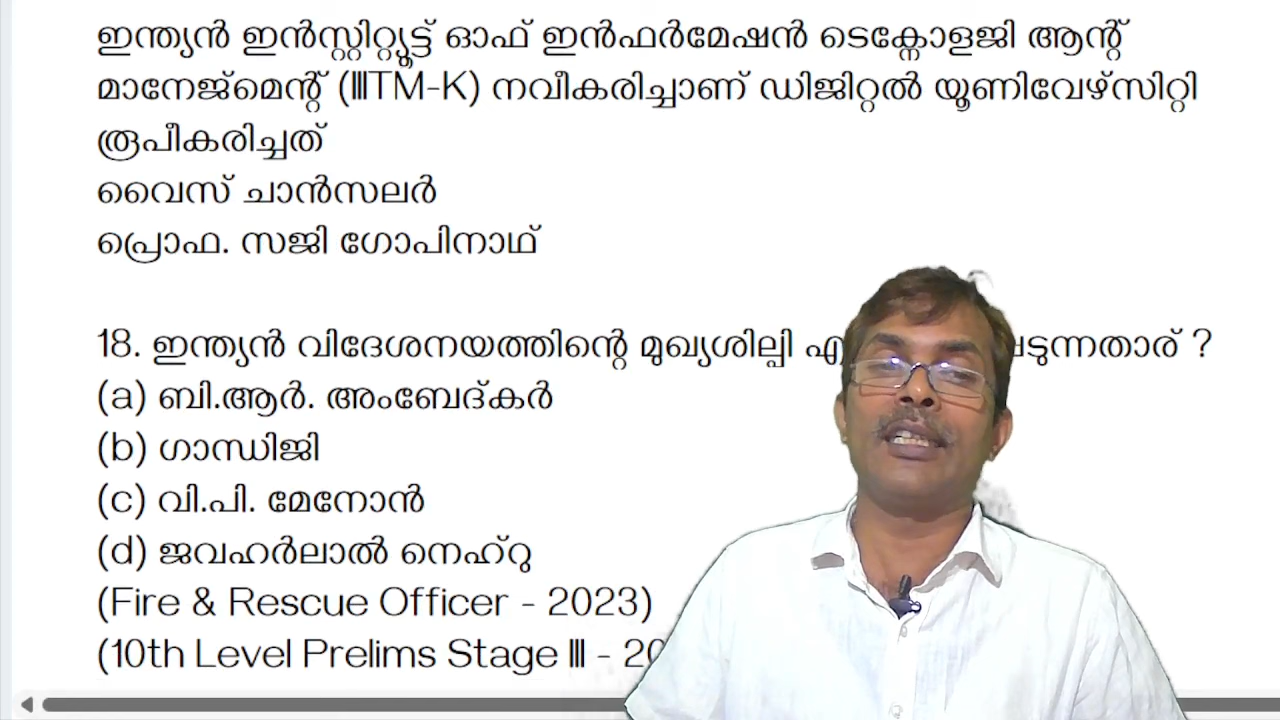 ഇന്ത്യൻ ഇൻസ്റ്റിറ്റ്യൂട്ട് ഓഫ് ഇൻഫർമേഷൻ ടെക്നോളജി ആന്റ്
മാനേജ്മെന്റ് (IIITM-K) നവീകരിച്ചാണ് ഡിജിറ്റൽ യൂണിവേഴ്സിറ്റി
രൂപീകരിച്ചത്
വൈസ് ചാൻസലർ
പ്രൊഫ. സജി ഗോപിനാഥ്
18. ഇന്ത്യൻ വിദേശനയത്തിന്റെ മുഖ്യശില്പി ?
(a) ബി.ആർ. അംബേദ്കർ
(b) ഗാന്ധിജി
(c) വി.പി. മേനോൻ
(d) ജവഹർലാൽ നെഹ്റു
(Fire & Rescue Officer - 2023)
(10th Level Prelims Stage III -